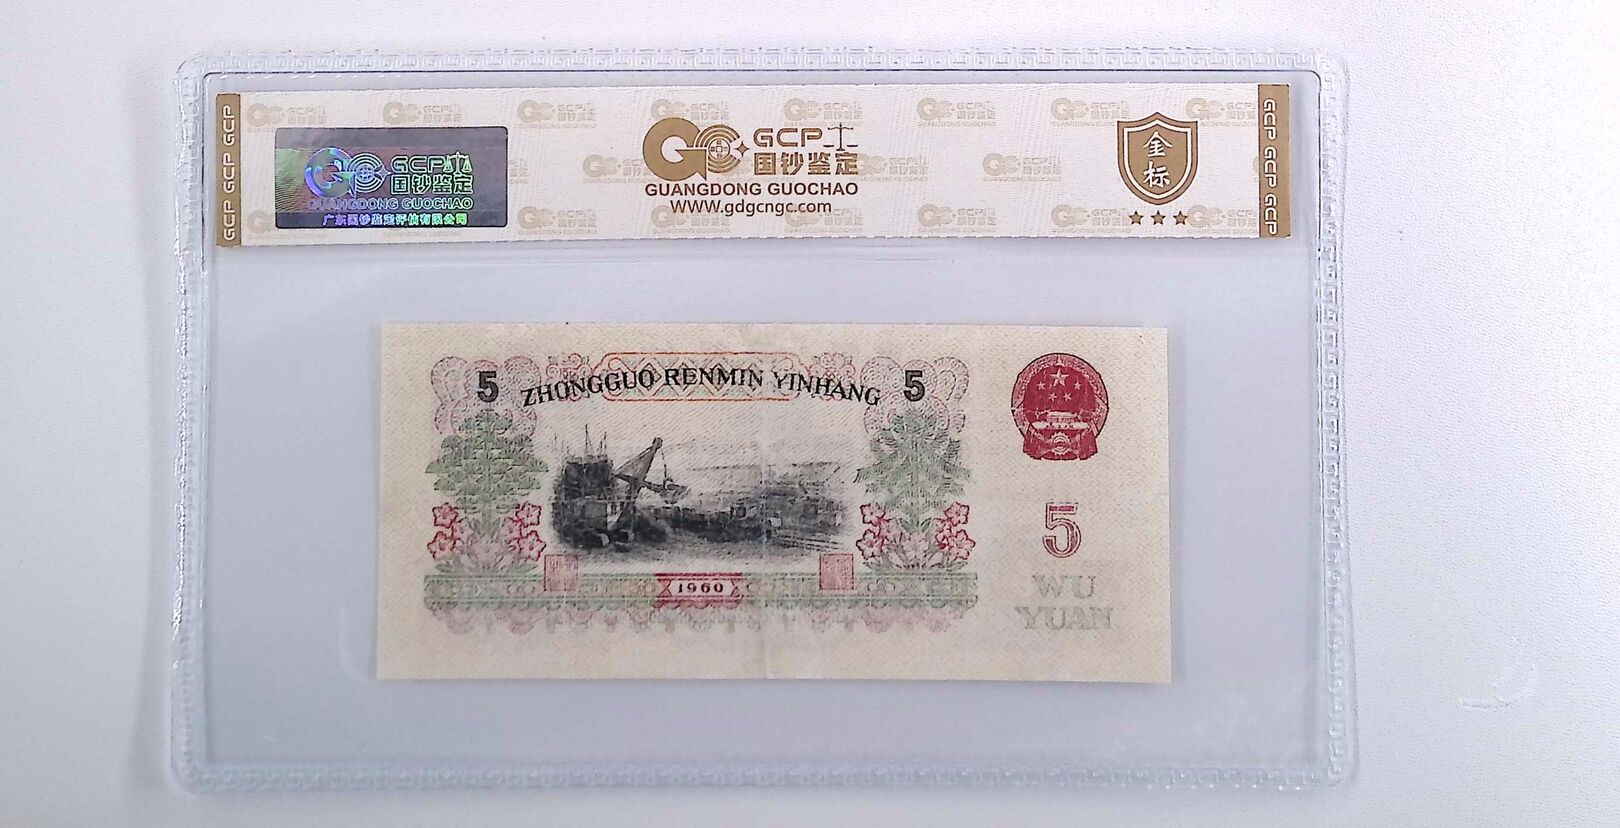 GCP GCP GCP
GCP
国钞鉴定
GUANGDONG GUOCHAO
广东国钞鉴定评估有限公司
GCP
国钞鉴定
GUANGDONG GUOCHAO
WWW.gdgcngc.com
金
标
GCP GCP GCP
5 ZHONGGUO RENMIN YINHANG 5
5
WU
YUAN
1960